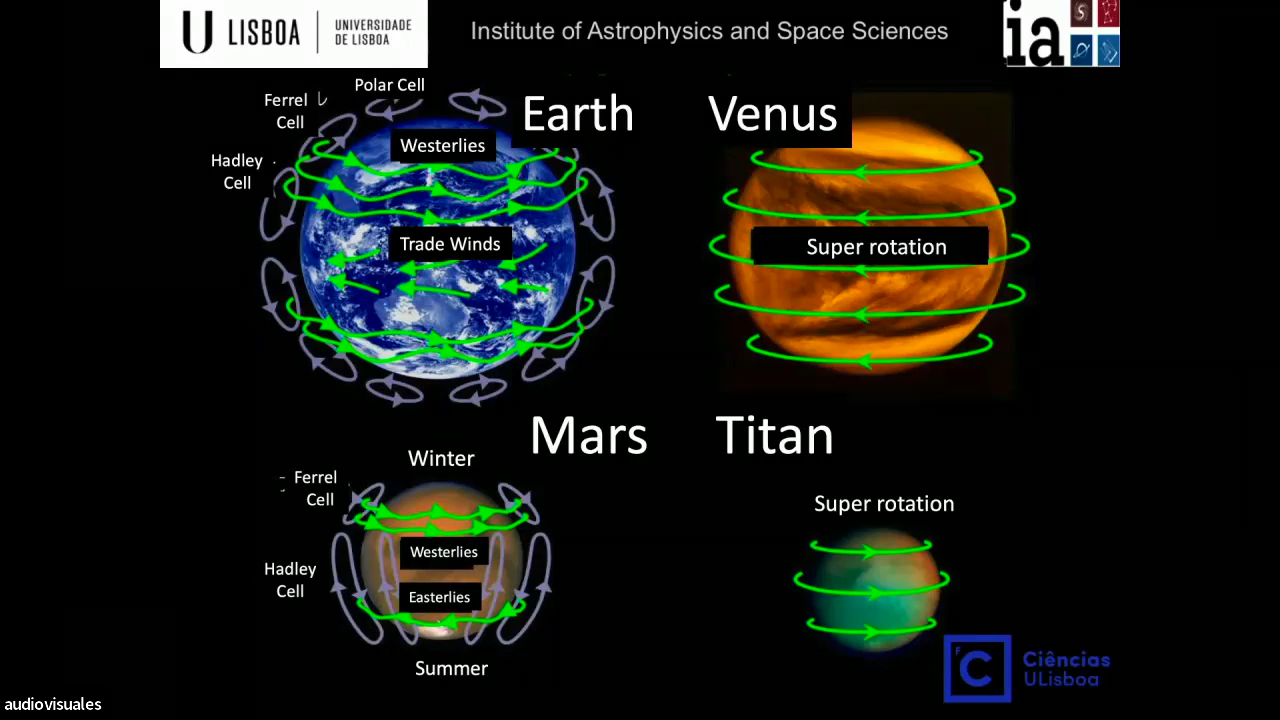 LISBOA
UNIVERSIDADE
DE LISBOA
Institute of Astrophysics and Space Sciences
ia
Polar Cell
Ferrel
Cell
Earth
Venus
Westerlies
Hadley
Cell
Trade Winds
Super rotation
Mars
Titan
Winter
Ferrel
Cell
Super rotation
Westerlies
Hadley
Cell
Easterlies
Summer
F
C
Ciências
ULisboa
audiovisuales